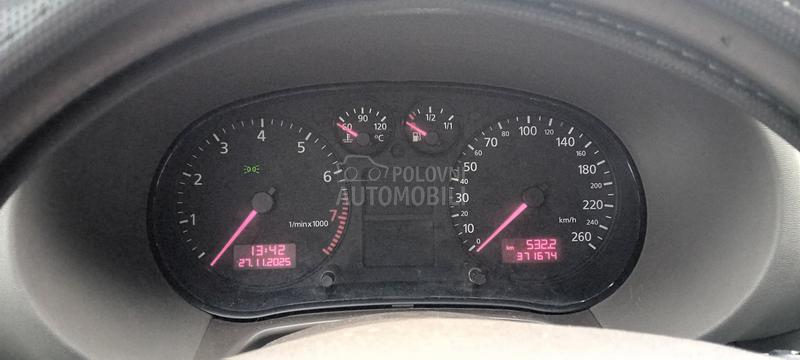 1 2 3 4 5 6 7
1/min x 1000
13:42
27.11.2025
60 90 120
°C
1/2 1/1
POLOVNI
AUTOMOBILI
0 10 30 50 60 70 80 100 120 140 160 180 200 220 240 260
km/h
km 532.2
371674